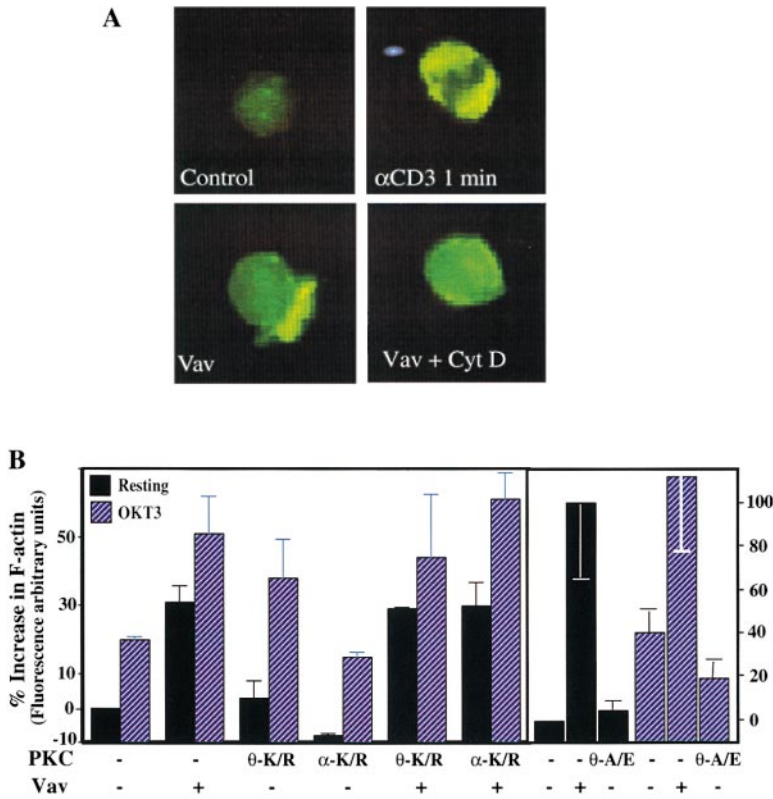 A
Control
αCD3 1 min
Vav
Vav + Cyt D
B
% Increase in F-actin
(Fluorescence arbitrary units)
Resting
OKT3
50
30
10
0
-10
100
80
60
40
20
0
PKC - - θ-K/R α-K/R θ-K/R α-K/R - - θ-A/E - - θ-A/E
Vav - + - - + + - + - - + -